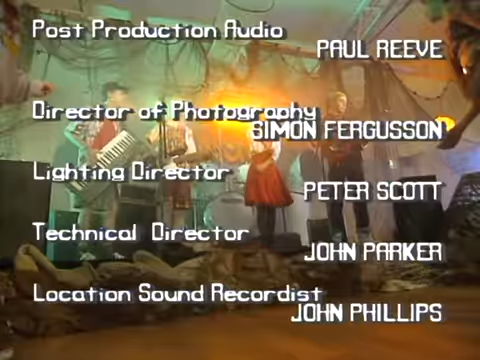 Post Production Audio
PAUL REEVE
Director of Photography
SIMON FERGUSSON
Lighting Director
PETER SCOTT
Technical Director
JOHN PARKER
Location Sound Recordist
JOHN PHILLIPS